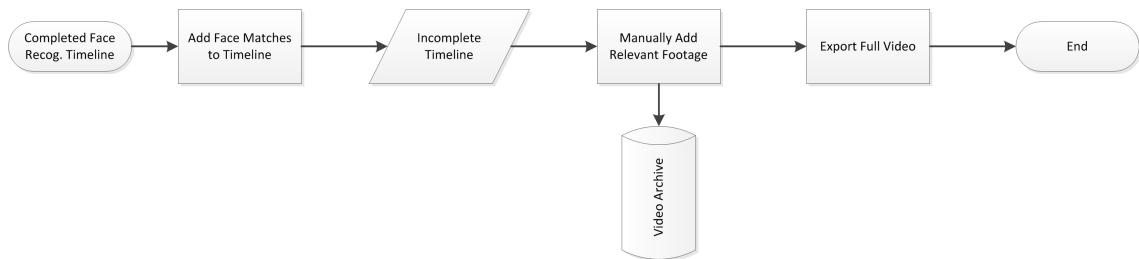 Completed Face
Recog. Timeline
Add Face Matches
to Timeline
Incomplete
Timeline
Manually Add
Relevant Footage
Export Full Video
End
Video Archive